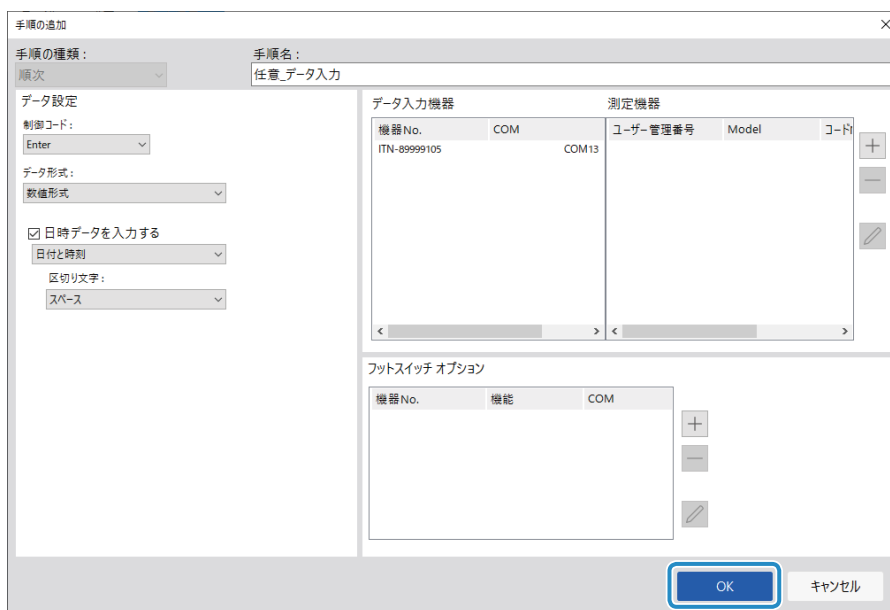 手順の追加
手順の種類：
手順名：
順次
任意_データ入力
データ設定
制御コード：
Enter
データ形式：
数値形式
日時データを入力する
日付と時刻
区切り文字：
スペース
データ入力機器
測定機器
機器No. COM
ユーザー管理番号 Model コード
ITN-89999105 COM13
フットスイッチ オプション
機器No. 機能 COM
OK
キャンセル